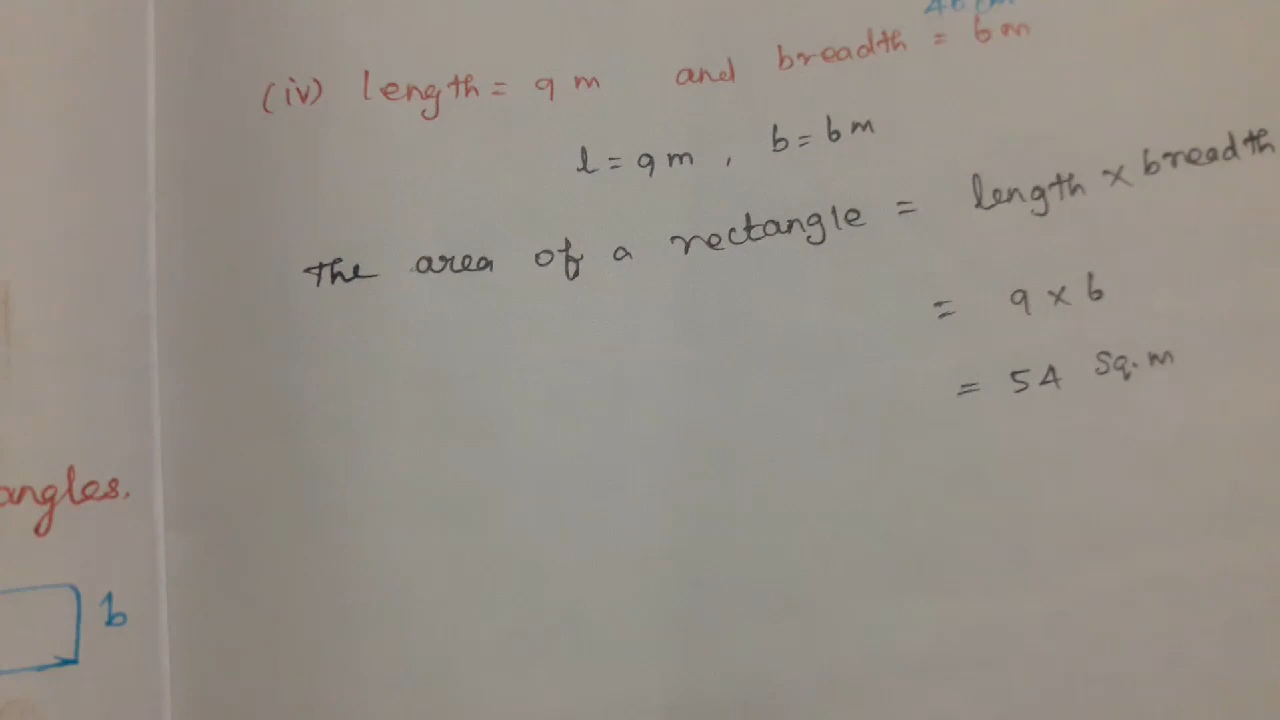 (iv) length = 9 m and breadth = 6 m
l = 9 m , b = 6 m
The area of a rectangle = length × breadth
= 9 × 6
= 54 Sq. m
angles.
b